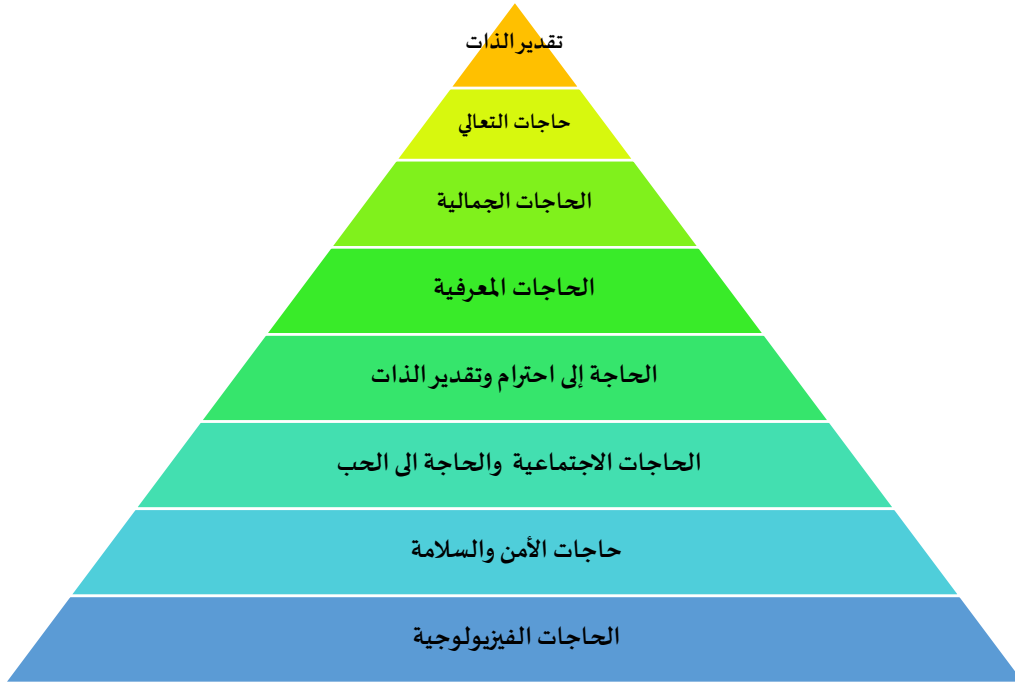 تقدير الذات
حاجات التعالي
الحاجات الجمالية
الحاجات المعرفية
الحاجة إلى احترام وتقدير الذات
الحاجات الاجتماعية والحاجة الى الحب
حاجات الأمن والسلامة
الحاجات الفيزيولوجية